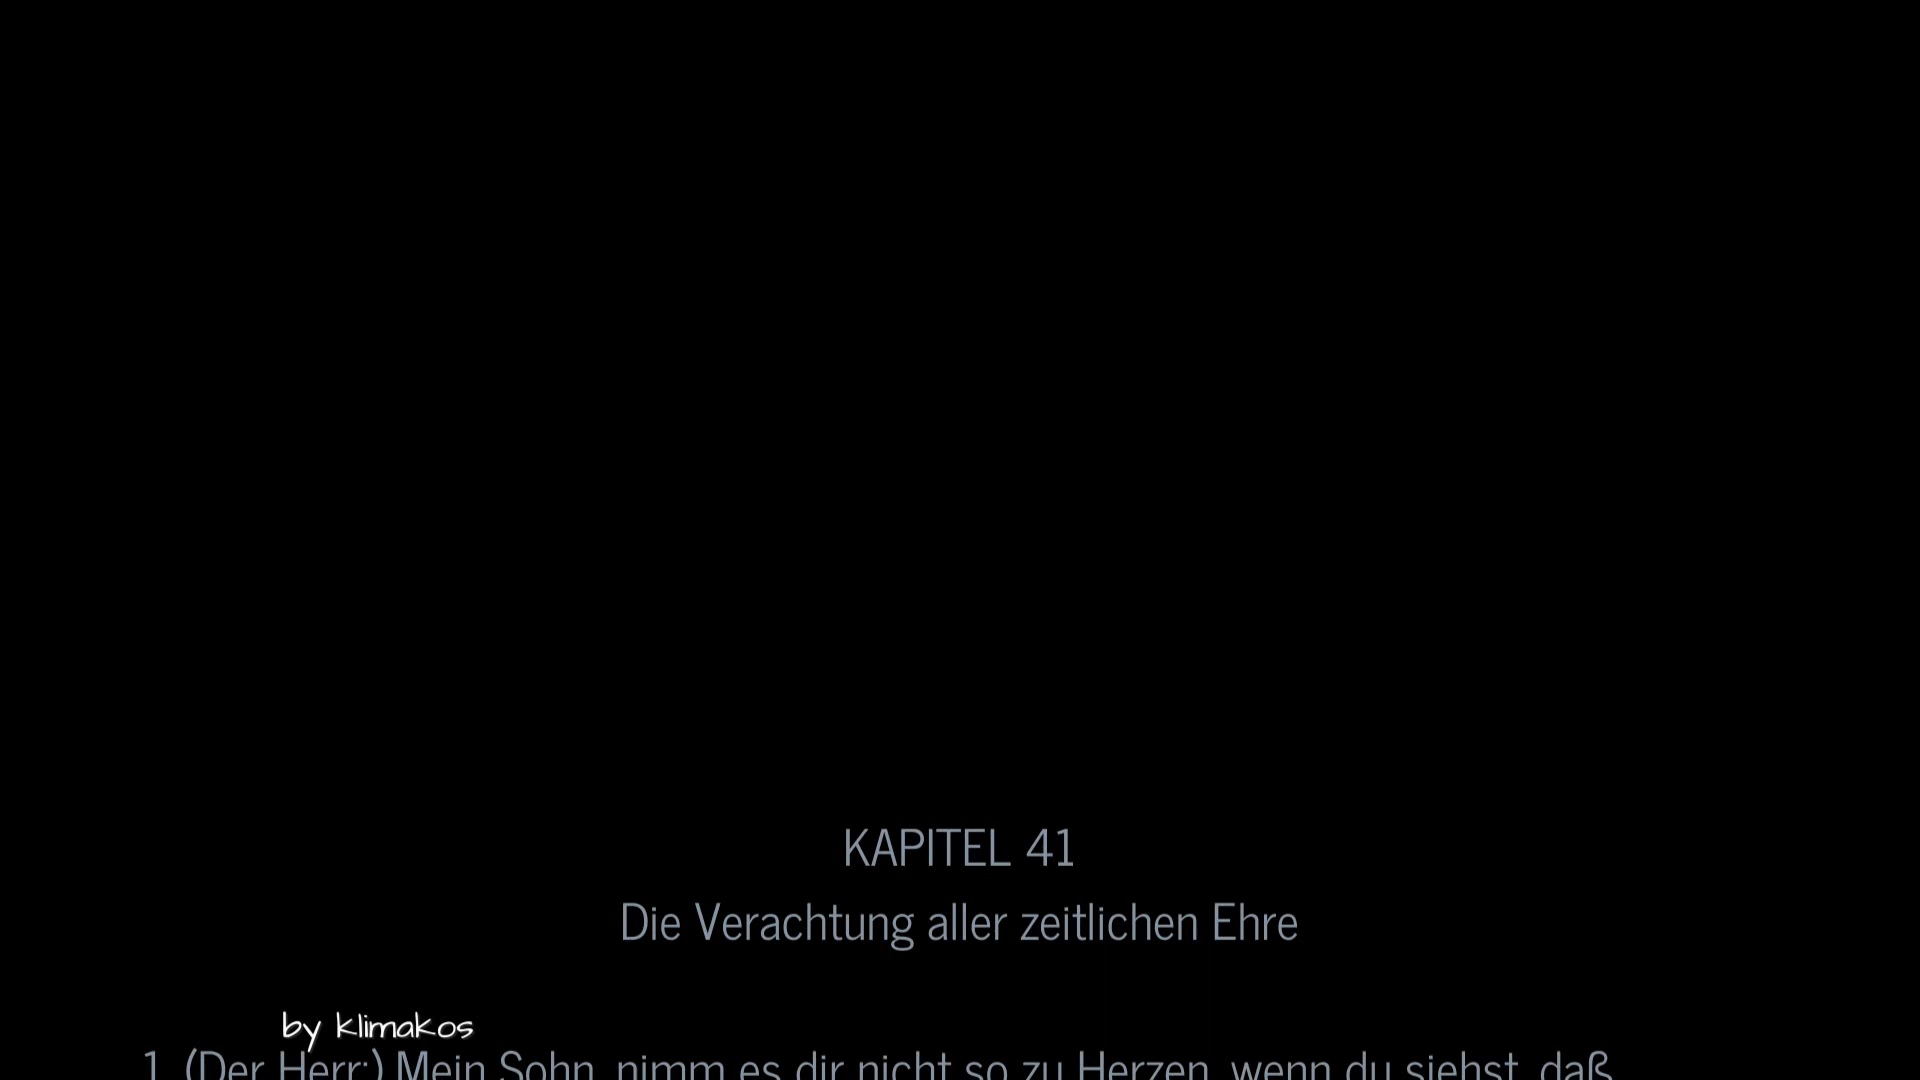 KAPITEL 41
Die Verachtung aller zeitlichen Ehre
by klimakos
1. (Der Herr:) Mein Sohn, nimm es dir nicht so zu Herzen, wenn du siehst, daß